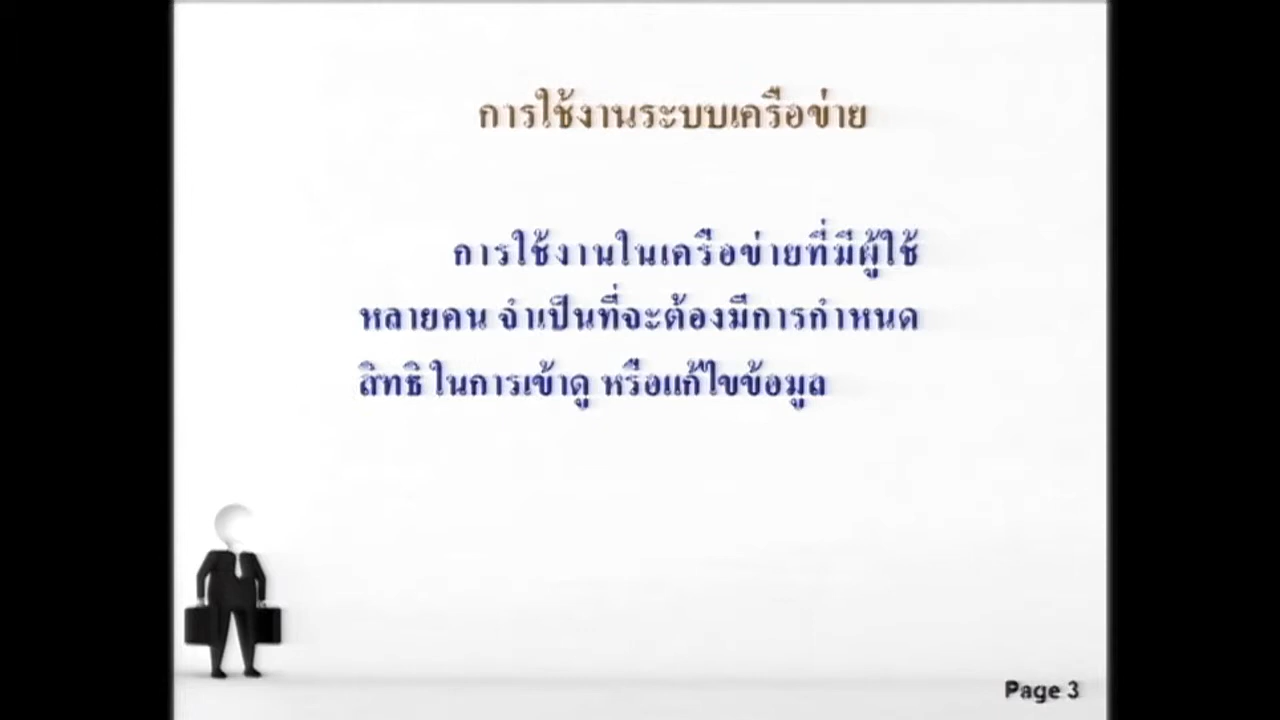 การใช้งานระบบเครือข่าย
การใช้งานในเครือข่ายที่มีผู้ใช้
หลายคน จำเป็นที่จะต้องมีการกำหนด
สิทธิในการเข้าดู หรือแก้ไขข้อมูล
Page 3